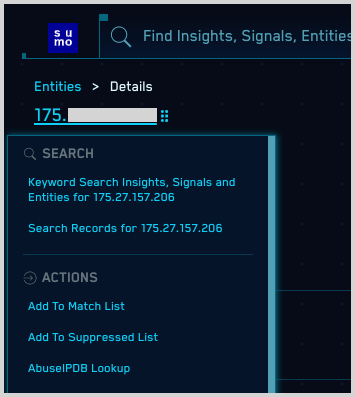 su
mo
Find Insights, Signals, Entities
Entities > Details
175.
SEARCH
Keyword Search Insights, Signals and
Entities for 175.27.157.206
Search Records for 175.27.157.206
ACTIONS
Add To Match List
Add To Suppressed List
AbuseIPDB Lookup